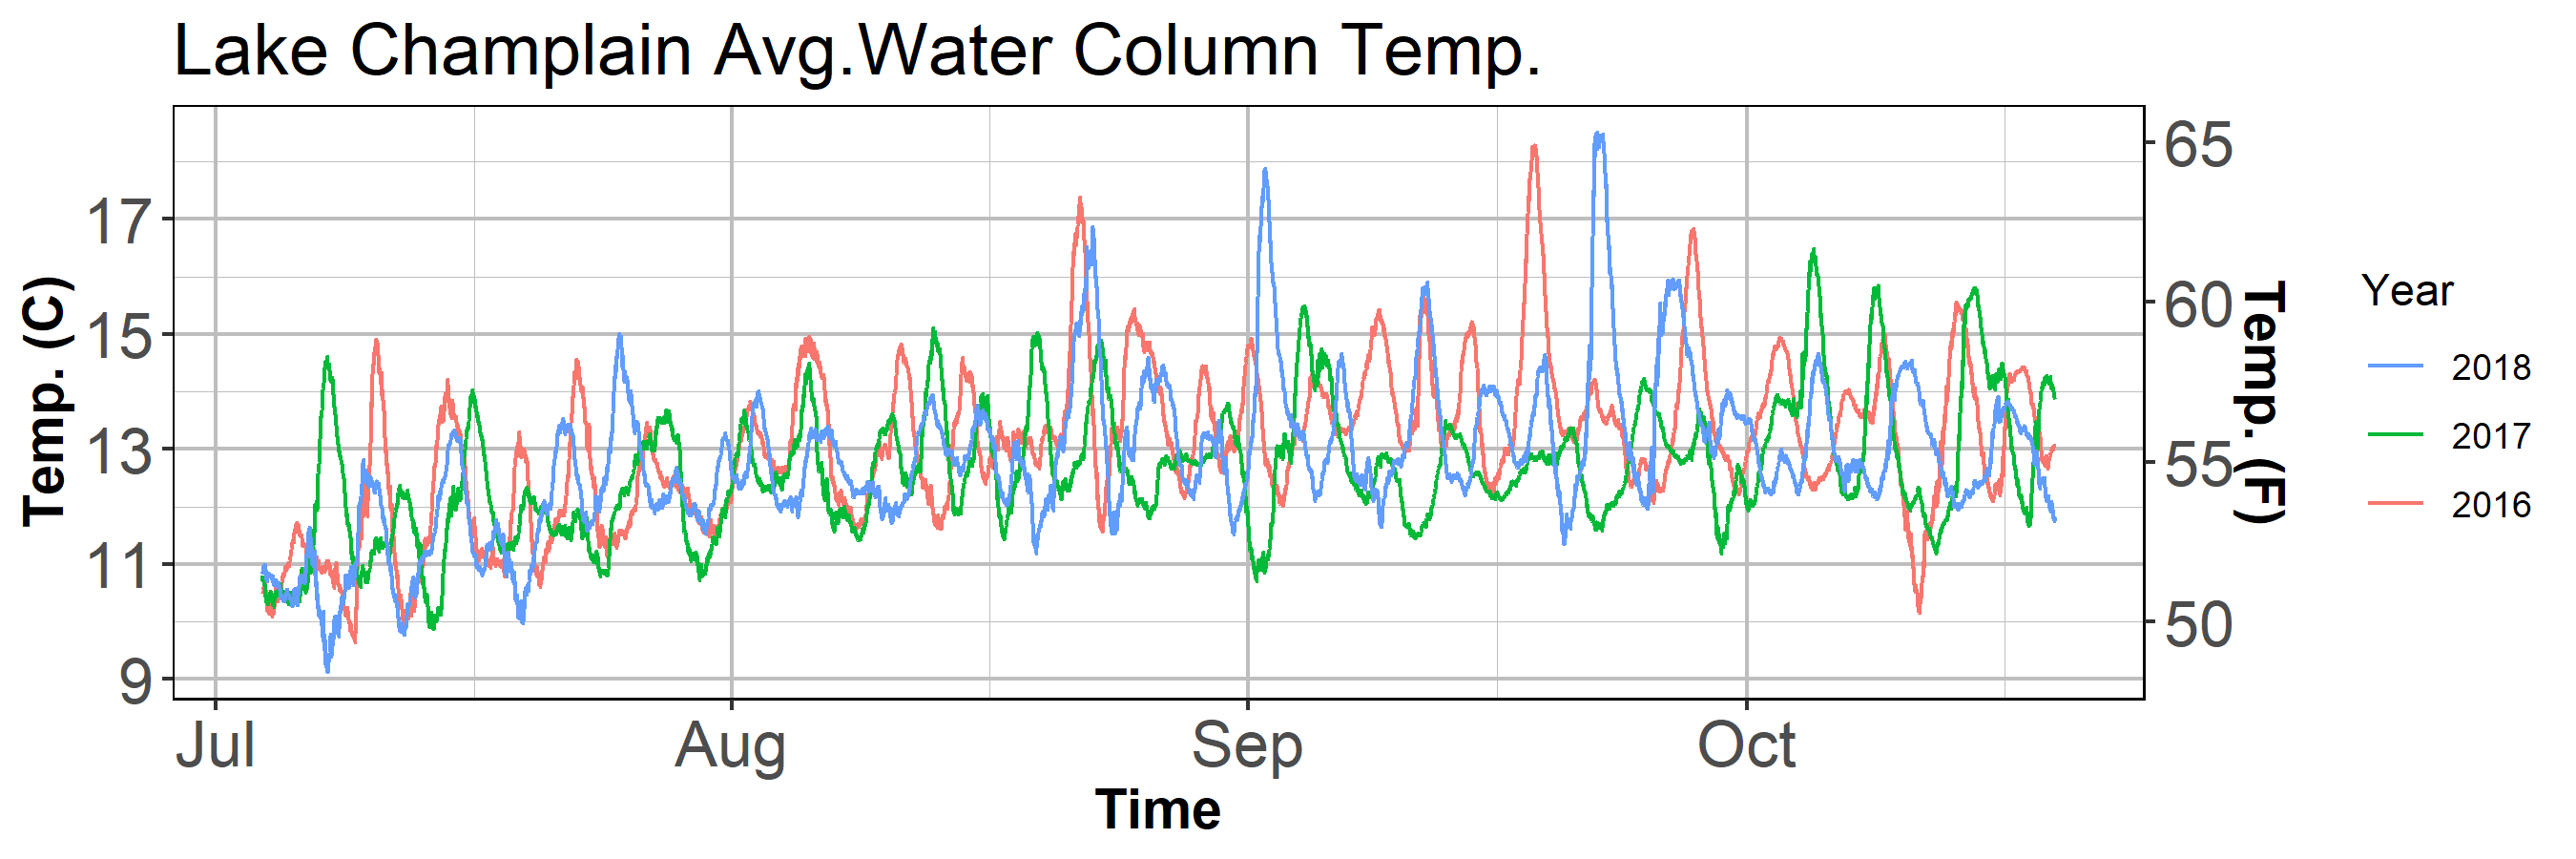 Lake Champlain Avg.Water Column Temp.
Temp. (C)
17
15
13
11
9
65
60
55
50
Temp. (F)
Jul Aug Sep Oct
Time
Year
2018
2017
2016